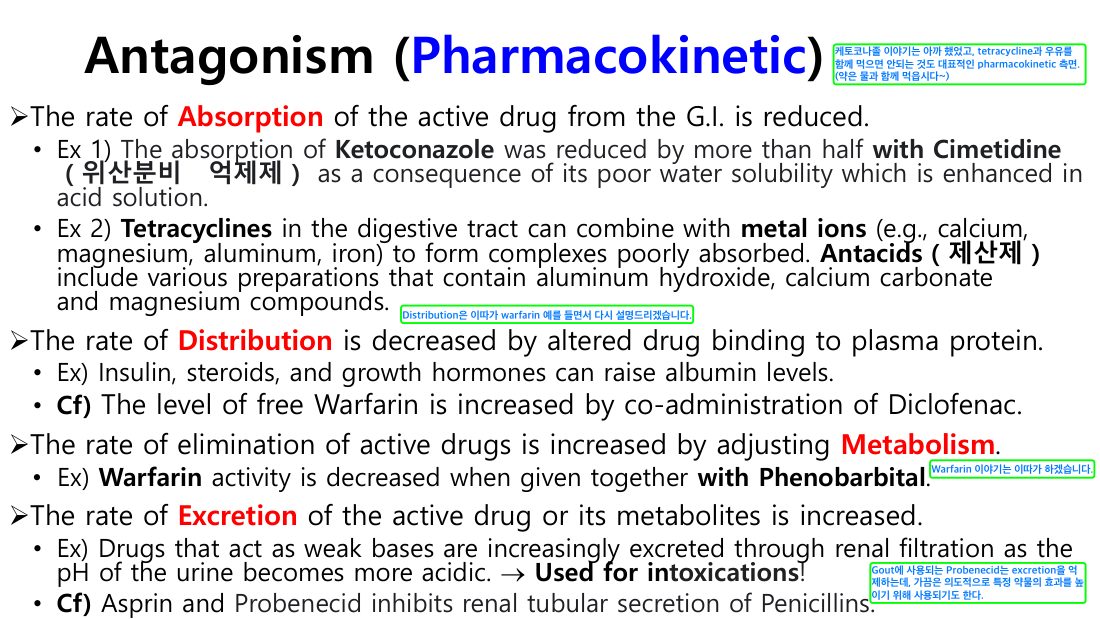 Antagonism (Pharmacokinetic)
케토코나졸 이야기는 아까 했었고, tetracycline과 우유를
함께 먹으면 안되는 것도 대표적인 pharmacokinetic 측면.
(약은 물과 함께 먹읍시다~)
➢The rate of Absorption of the active drug from the G.I. is reduced.
• Ex 1) The absorption of Ketoconazole was reduced by more than half with Cimetidine
(위산분비 억제제) as a consequence of its poor water solubility which is enhanced in
acid solution.
• Ex 2) Tetracyclines in the digestive tract can combine with metal ions (e.g., calcium,
magnesium, aluminum, iron) to form complexes poorly absorbed. Antacids (제산제)
include various preparations that contain aluminum hydroxide, calcium carbonate
and magnesium compounds.
Distribution은 이따가 warfarin 예를 들면서 다시 설명드리겠습니다.
➢The rate of Distribution is decreased by altered drug binding to plasma protein.
• Ex) Insulin, steroids, and growth hormones can raise albumin levels.
• Cf) The level of free Warfarin is increased by co-administration of Diclofenac.
➢The rate of elimination of active drugs is increased by adjusting Metabolism.
• Ex) Warfarin activity is decreased when given together with Phenobarbital.
Warfarin 이야기는 이따가 하겠습니다.
➢The rate of Excretion of the active drug or its metabolites is increased.
• Ex) Drugs that act as weak bases are increasingly excreted through renal filtration as the
pH of the urine becomes more acidic. → Used for intoxications!
Gout에 사용되는 Probenecid는 excretion을 억
제하는데, 가끔은 의도적으로 특정 약물의 효과를 높
이기 위해 사용되기도 한다.
• Cf) Asprin and Probenecid inhibits renal tubular secretion of Penicillins.